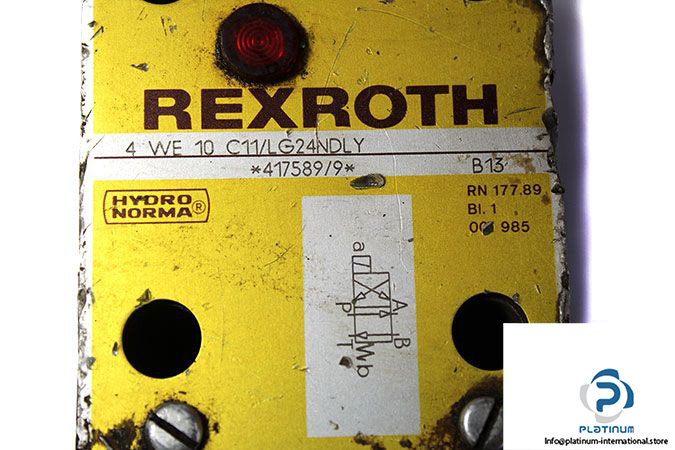 REXROTH
4 WE 10 C11/LG24NDLY
*417589/9* B13
HYDRO
NORMA®
RN 177.89
Bl. 1
985
a
A
P
B
T
b
PLATINUM
Info@platinum-international.store